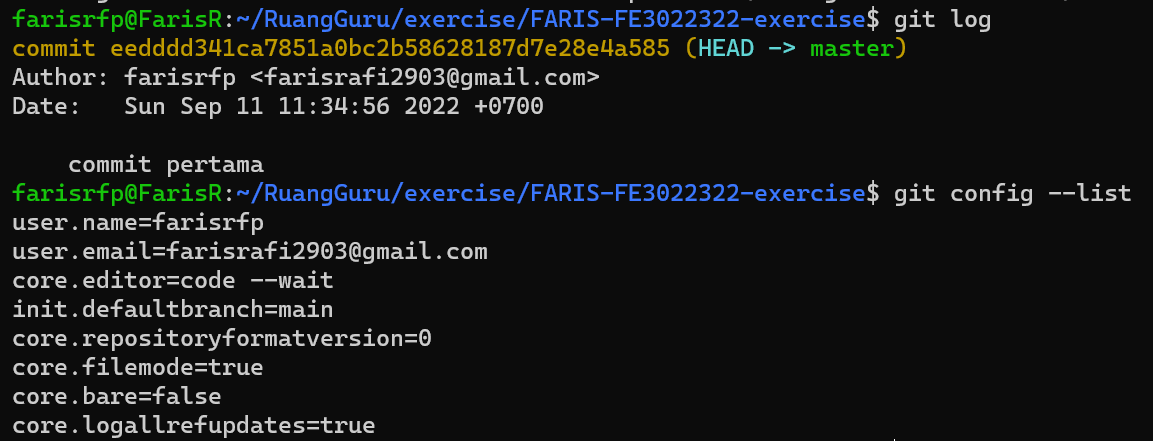 farisrfp@FarisR:~/RuangGuru/exercise/FARIS-FE3022322-exercise$ git log
commit eedddd341ca7851a0bc2b58628187d7e28e4a585 (HEAD -> master)
Author: farisrfp <farisrafi2903@gmail.com>
Date:   Sun Sep 11 11:34:56 2022 +0700
commit pertama
farisrfp@FarisR:~/RuangGuru/exercise/FARIS-FE3022322-exercise$ git config --list
user.name=farisrfp
user.email=farisrafi2903@gmail.com
core.editor=code --wait
init.defaultbranch=main
core.repositoryformatversion=0
core.filemode=true
core.bare=false
core.logallrefupdates=true